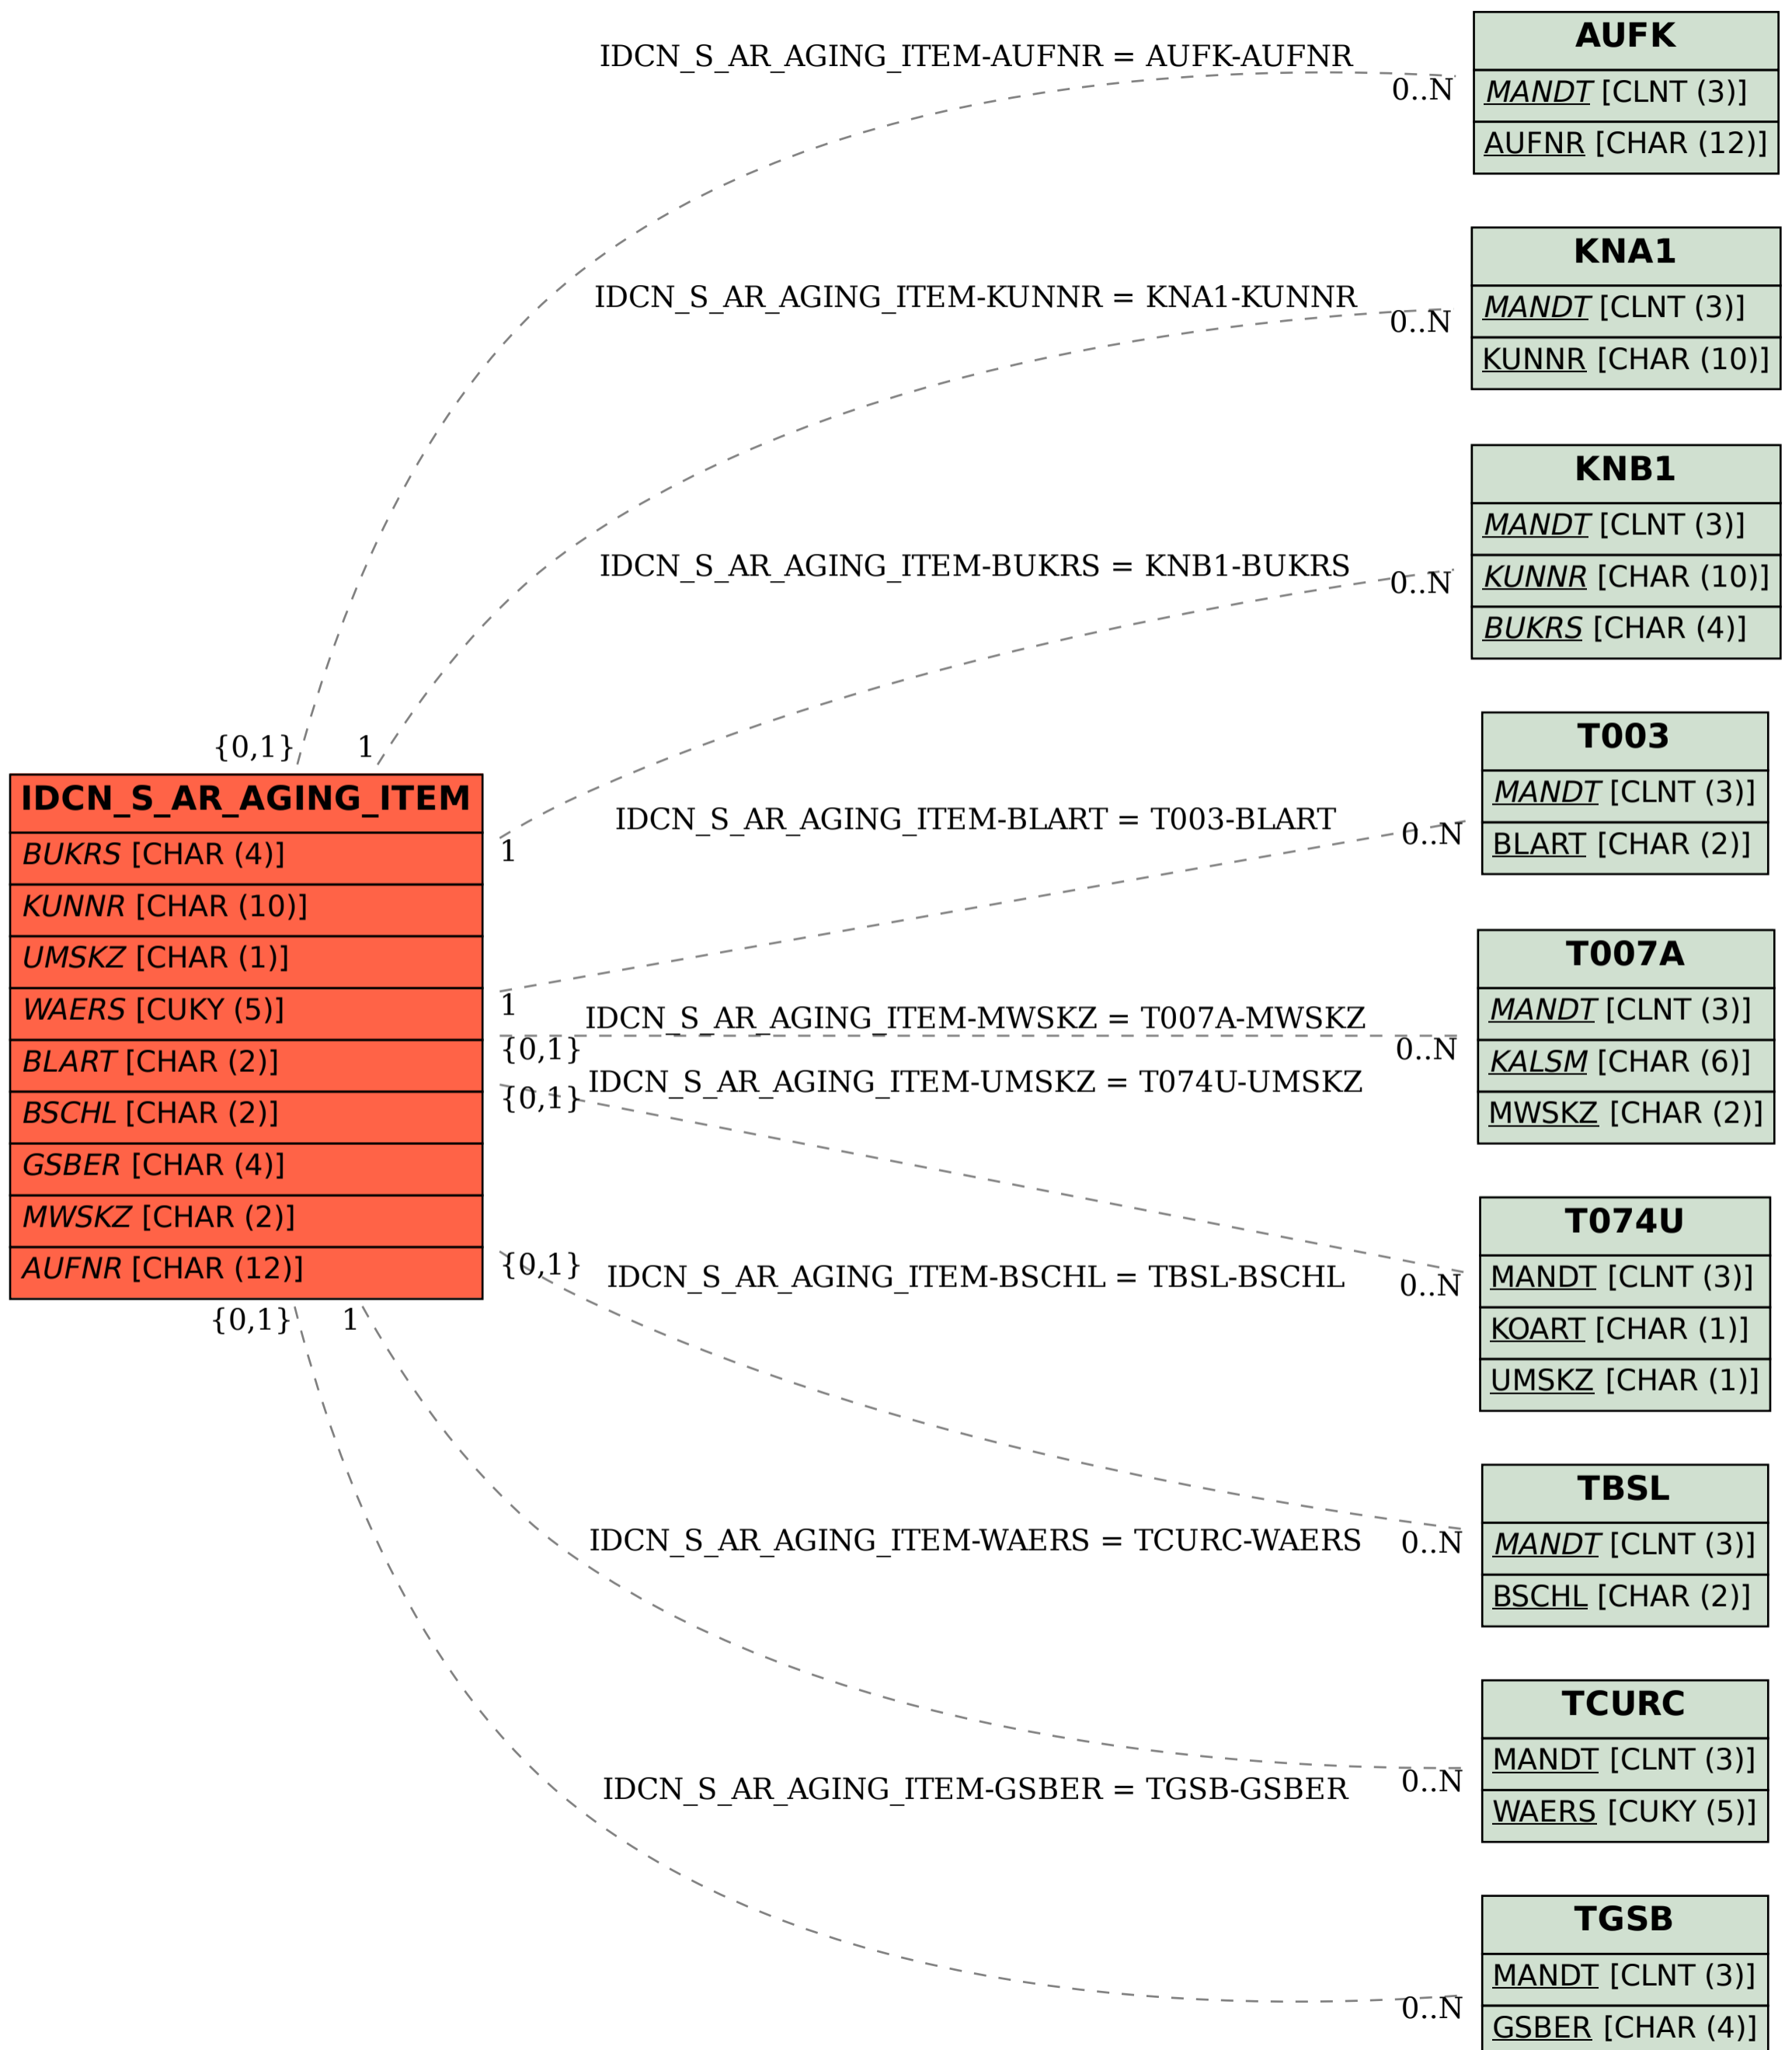 IDCN_S_AR_AGING_ITEM-AUFNR = AUFK-AUFNR
0..N
AUFK
MANDT [CLNT (3)]
AUFNR [CHAR (12)]
IDCN_S_AR_AGING_ITEM-KUNNR = KNA1-KUNNR
0..N
KNA1
MANDT [CLNT (3)]
KUNNR [CHAR (10)]
IDCN_S_AR_AGING_ITEM-BUKRS = KNB1-BUKRS
0..N
KNB1
MANDT [CLNT (3)]
KUNNR [CHAR (10)]
BUKRS [CHAR (4)]
{0,1}
1
IDCN_S_AR_AGING_ITEM
BUKRS [CHAR (4)]
KUNNR [CHAR (10)]
UMSKZ [CHAR (1)]
WAERS [CUKY (5)]
BLART [CHAR (2)]
BSCHL [CHAR (2)]
GSBER [CHAR (4)]
MWSKZ [CHAR (2)]
AUFNR [CHAR (12)]
{0,1}
1
1
IDCN_S_AR_AGING_ITEM-BLART = T003-BLART
0..N
T003
MANDT [CLNT (3)]
BLART [CHAR (2)]
1
IDCN_S_AR_AGING_ITEM-MWSKZ = T007A-MWSKZ
{0,1}
0..N
T007A
MANDT [CLNT (3)]
KALSM [CHAR (6)]
MWSKZ [CHAR (2)]
IDCN_S_AR_AGING_ITEM-UMSKZ = T074U-UMSKZ
{0,1}
0..N
T074U
MANDT [CLNT (3)]
KOART [CHAR (1)]
UMSKZ [CHAR (1)]
{0,1}
IDCN_S_AR_AGING_ITEM-BSCHL = TBSL-BSCHL
0..N
TBSL
MANDT [CLNT (3)]
BSCHL [CHAR (2)]
IDCN_S_AR_AGING_ITEM-WAERS = TCURC-WAERS
0..N
TCURC
MANDT [CLNT (3)]
WAERS [CUKY (5)]
IDCN_S_AR_AGING_ITEM-GSBER = TGSB-GSBER
0..N
TGSB
MANDT [CLNT (3)]
GSBER [CHAR (4)]